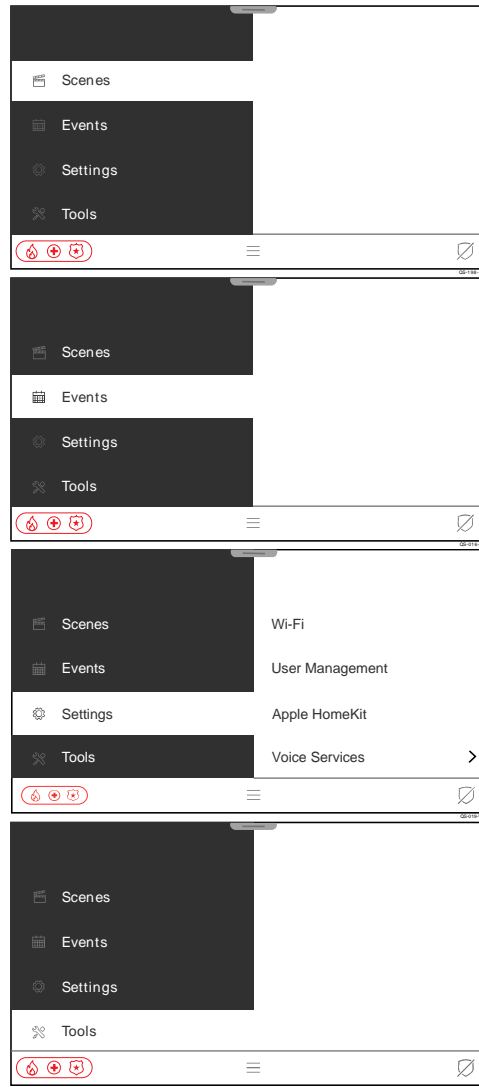 Scenes
Events
Settings
Tools
Scenes
Events
Settings
Tools
Scenes
Wi-Fi
Events
User Management
Settings
Apple HomeKit
Tools
Voice Services
Scenes
Events
Settings
Tools